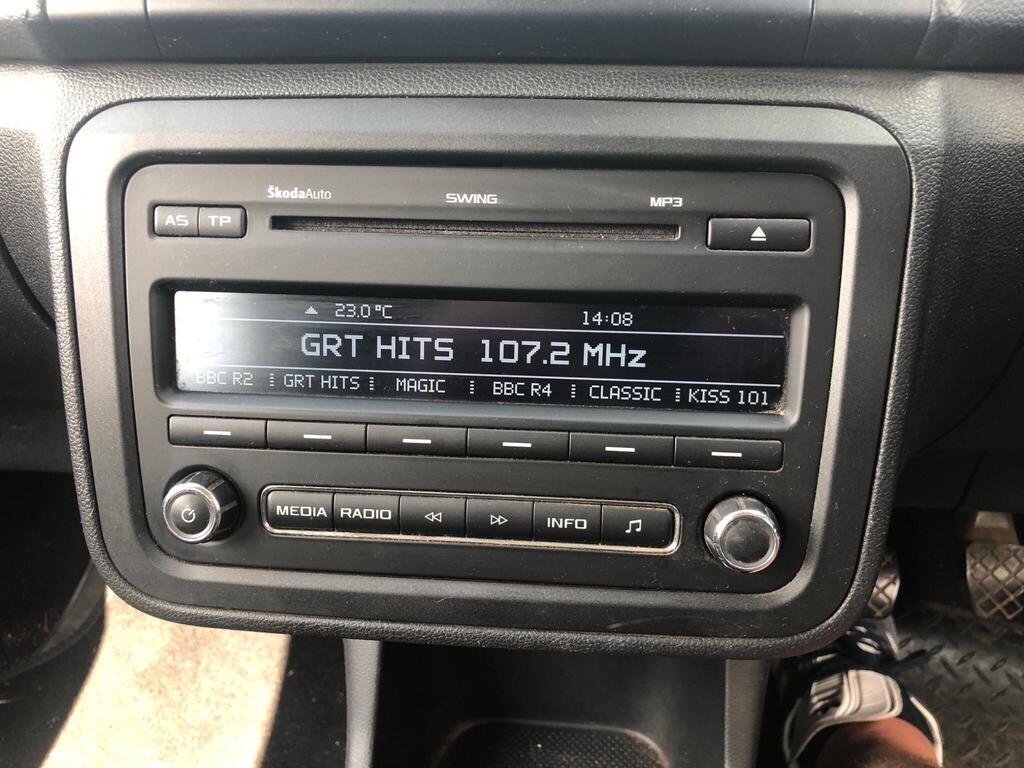 ŠkodaAuto SWING MP3
AS TP
23.0 °C 14:08
GRT HITS 107.2 MHz
BBC R2 GRT HITS MAGIC BBC R4 CLASSIC KISS 101
MEDIA RADIO INFO